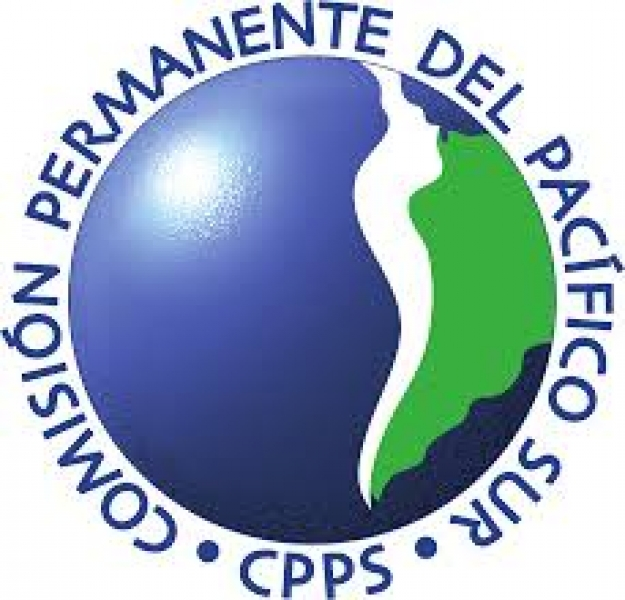 COMISIÓN PERMANENTE DEL PACÍFICO SUR
• CPPS •